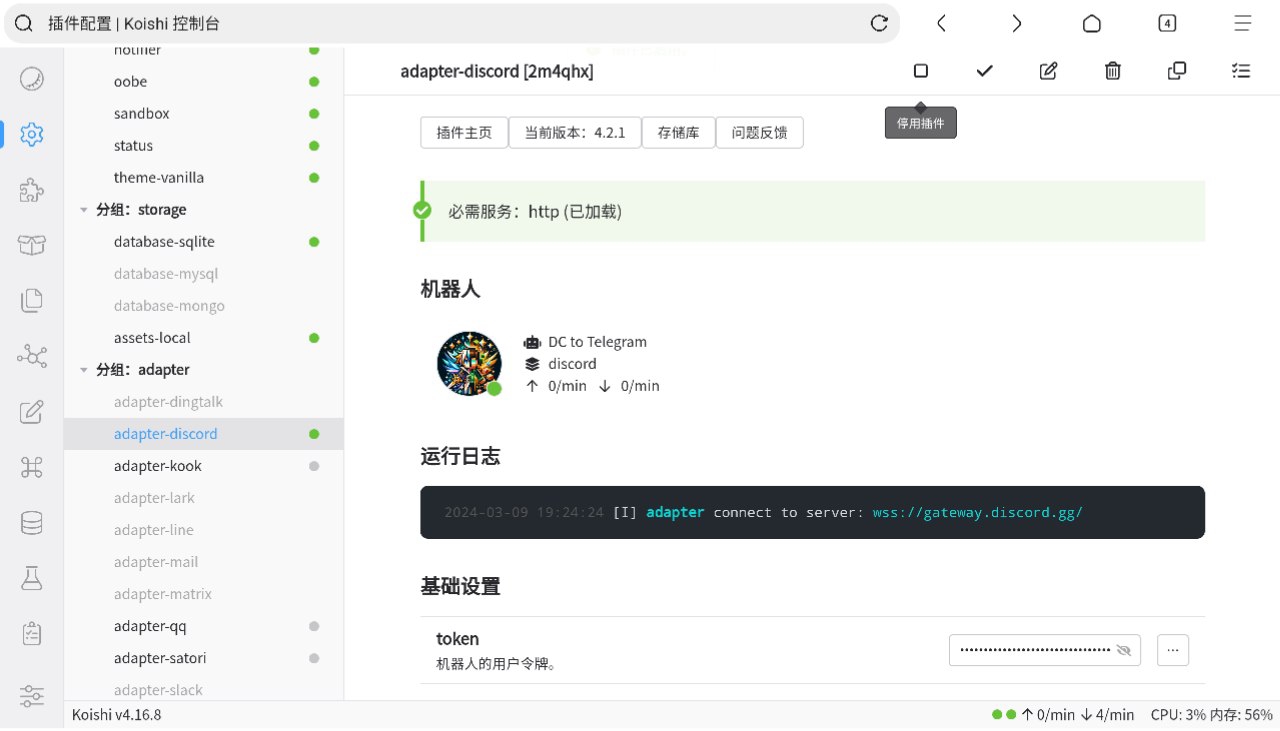 插件配置 | Koishi 控制台
4
notifier
oobe
sandbox
status
theme-vanilla
分组：storage
database-sqlite
database-mysql
database-mongo
assets-local
分组：adapter
adapter-dingtalk
adapter-discord
adapter-kook
adapter-lark
adapter-line
adapter-mail
adapter-matrix
adapter-qq
adapter-satori
adapter-slack
adapter-discord [2m4qhx]
停用插件
插件主页
当前版本：4.2.1
存储库
问题反馈
必需服务：http (已加载)
机器人
DC to Telegram
discord
↑ 0/min ↓ 0/min
运行日志
2024-03-09 19:24:24 [I] adapter connect to server: wss://gateway.discord.gg/
基础设置
token
机器人的用户令牌。
Koishi v4.16.8
↑ 0/min ↓ 4/min CPU: 3% 内存: 56%